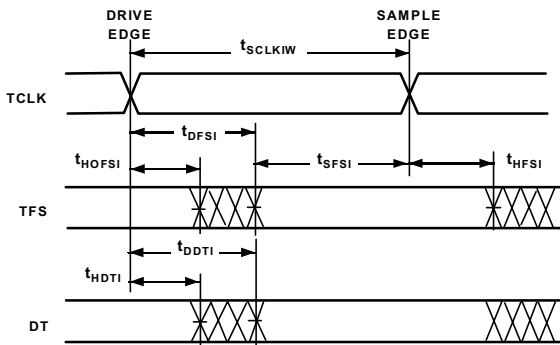 DRIVE
EDGE
SAMPLE
EDGE
tSCLKIW
TCLK
tDFSI
tHOFSI
tSFSI
tHFSI
TFS
tDDTI
tHDTI
DT